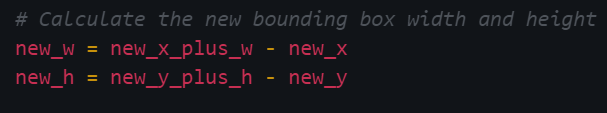 # Calculate the new bounding box width and height
new_w = new_x_plus_w - new_x
new_h = new_y_plus_h - new_y